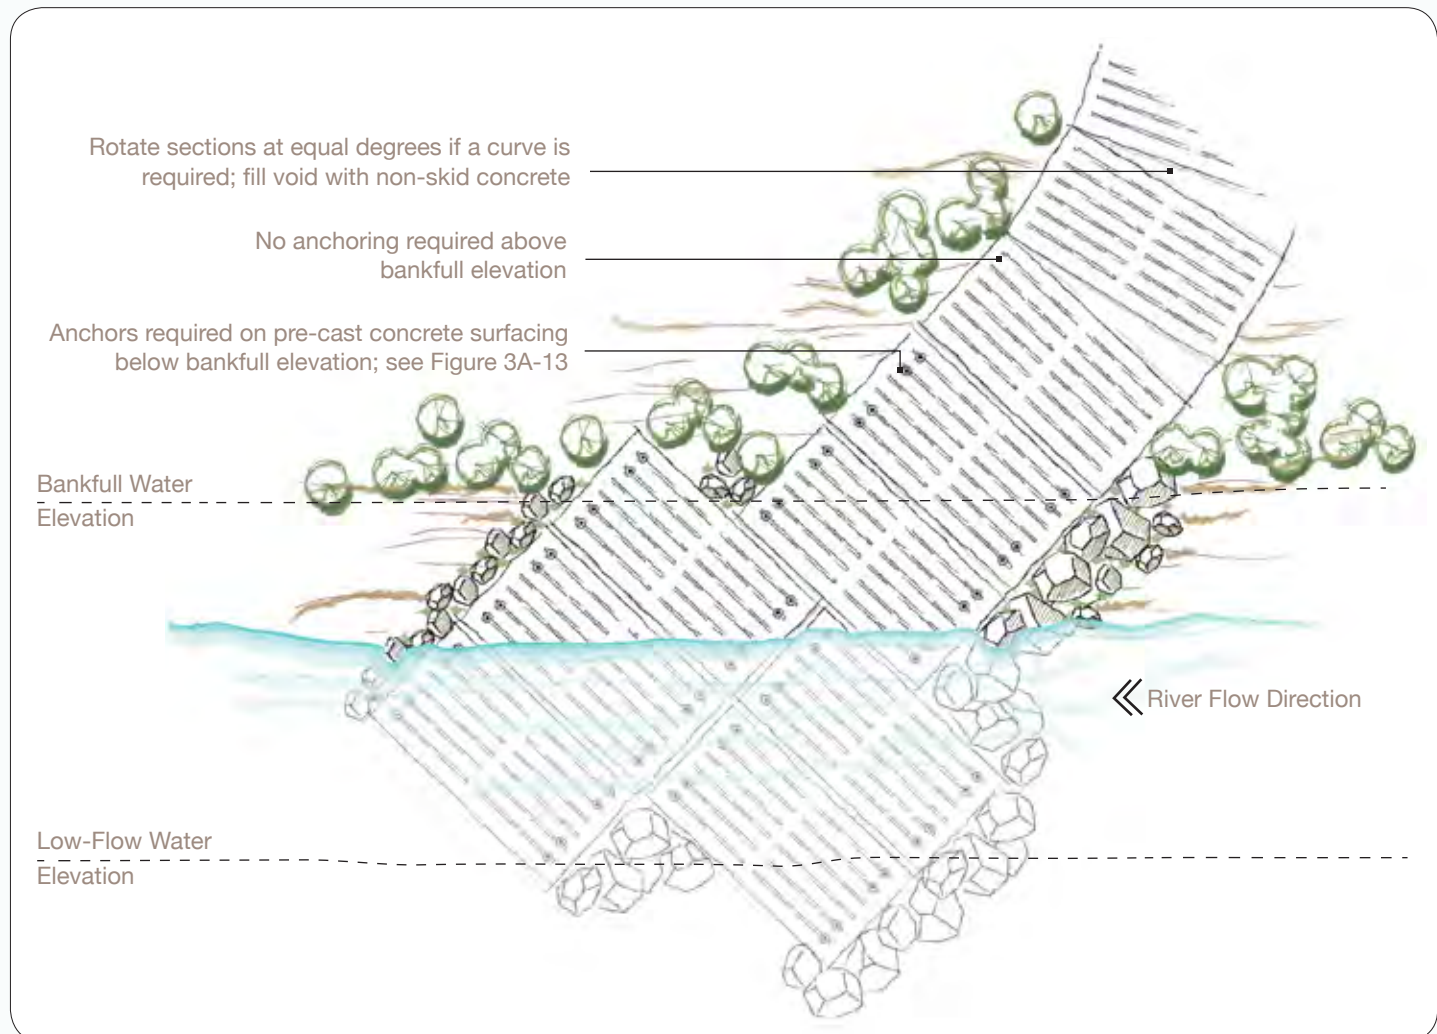 Rotate sections at equal degrees if a curve is
required; fill void with non-skid concrete
No anchoring required above
bankfull elevation
Anchors required on pre-cast concrete surfacing
below bankfull elevation; see Figure 3A-13
Bankfull Water
Elevation
River Flow Direction
Low-Flow Water
Elevation